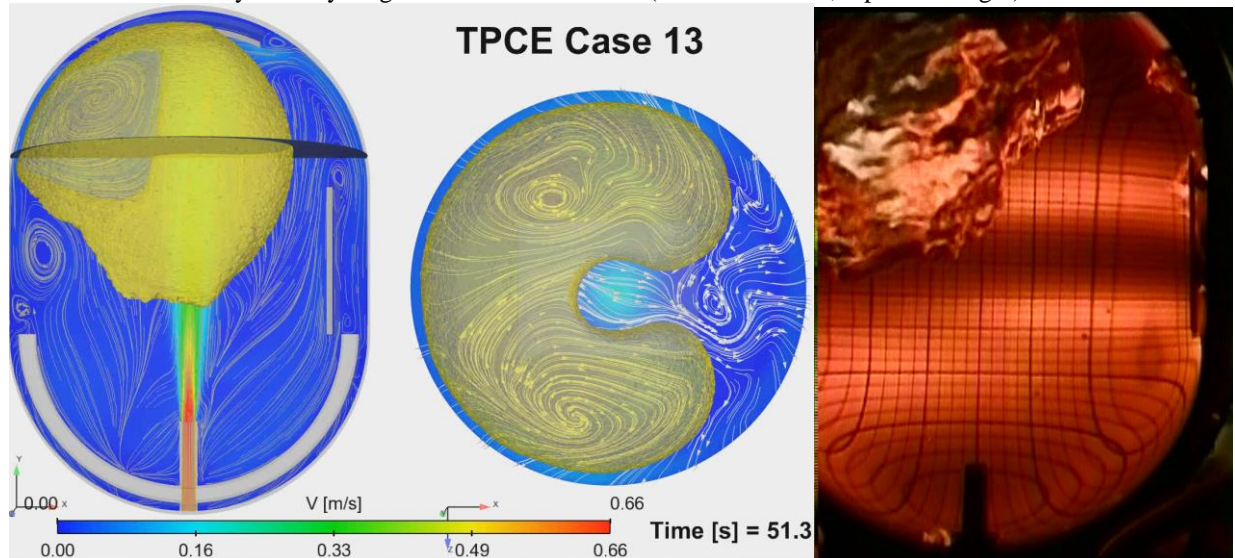 TPCE Case 13
Y
0.00 X
V [m/s]
Y X
0.66
Z
Time [s] = 51.3
0.00 0.16 0.33 0.49 0.66